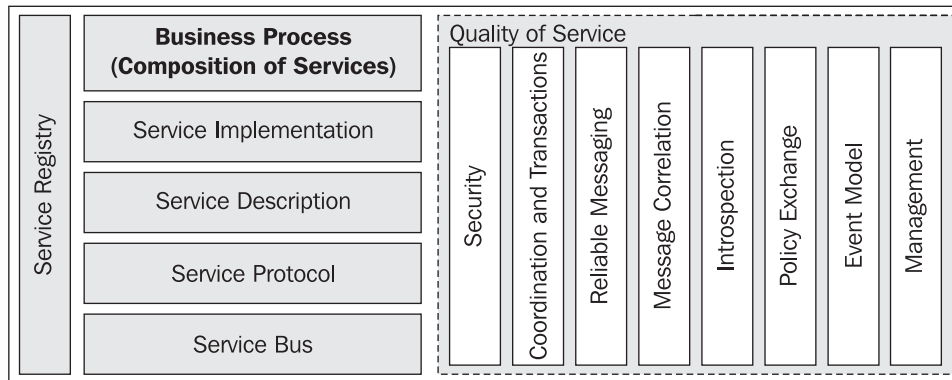 Service Registry
Business Process
(Composition of Services)
Service Implementation
Service Description
Service Protocol
Service Bus
Quality of Service
Security
Coordination and Transactions
Reliable Messaging
Message Correlation
Introspection
Policy Exchange
Event Model
Management